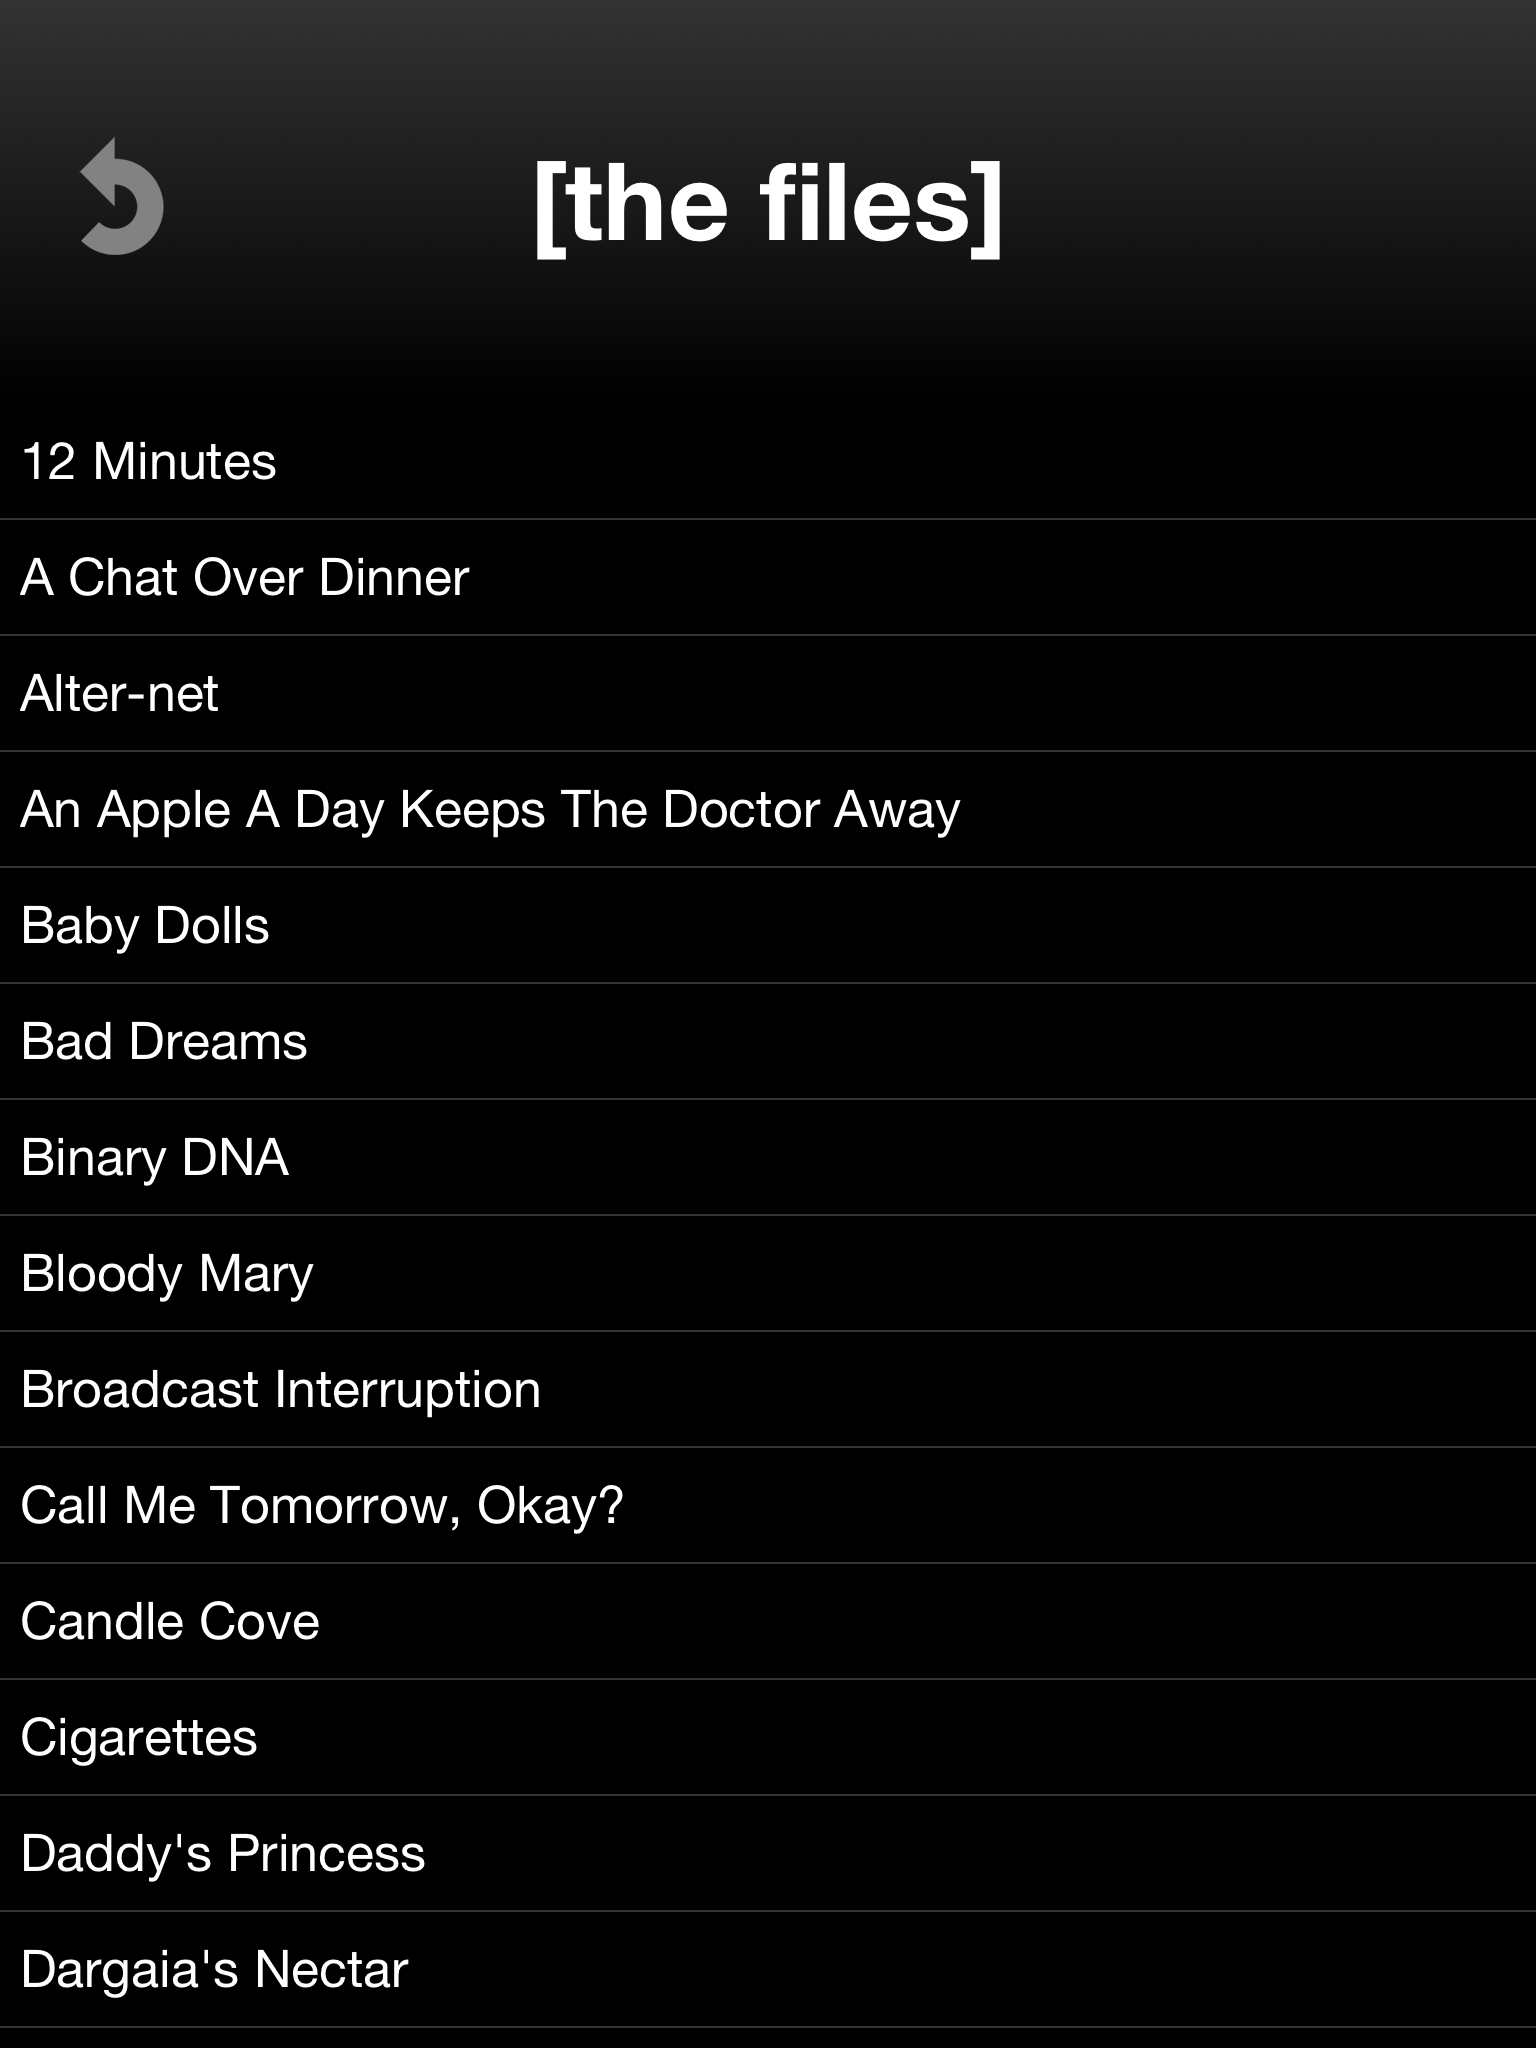 [the files]
12 Minutes
A Chat Over Dinner
Alter-net
An Apple A Day Keeps The Doctor Away
Baby Dolls
Bad Dreams
Binary DNA
Bloody Mary
Broadcast Interruption
Call Me Tomorrow, Okay?
Candle Cove
Cigarettes
Daddy's Princess
Dargaia's Nectar